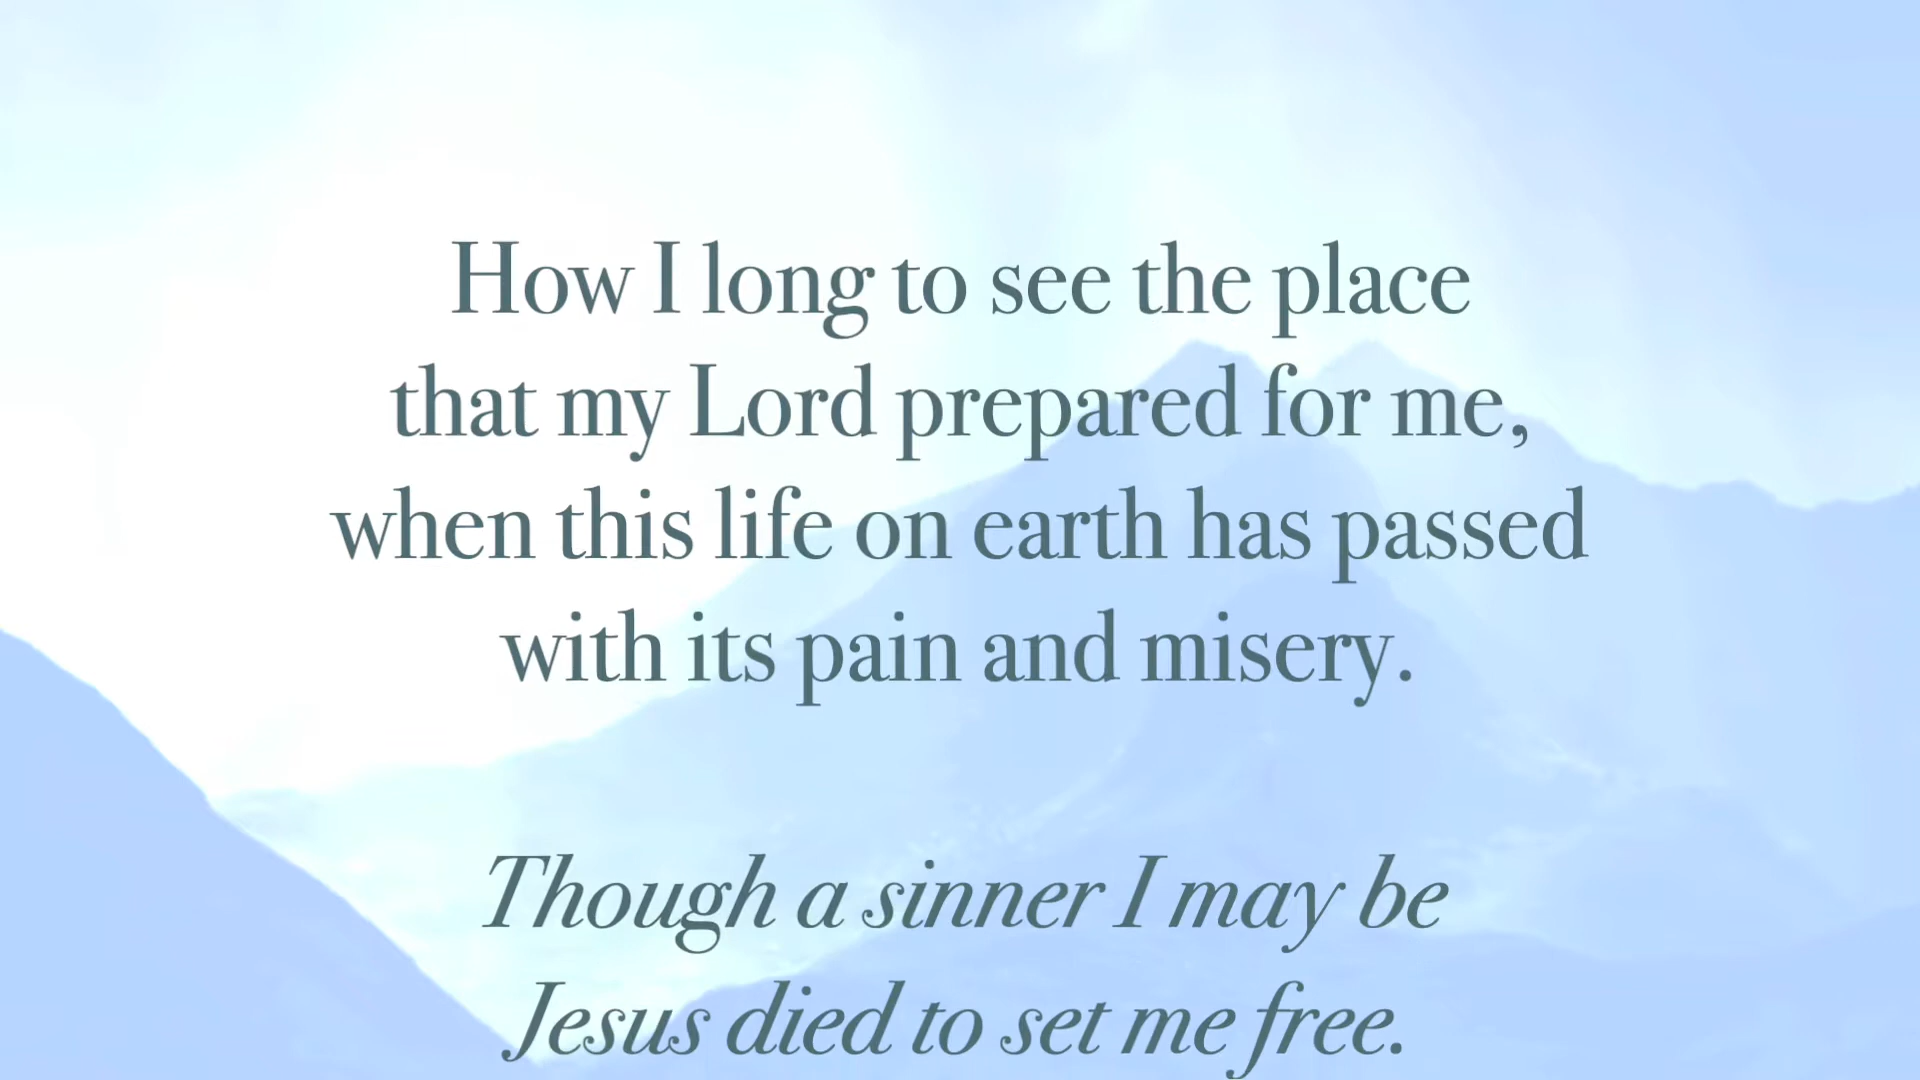 How I long to see the place
that my Lord prepared for me,
when this life on earth has passed
with its pain and misery.
Though a sinner I may be
Jesus died to set me free.